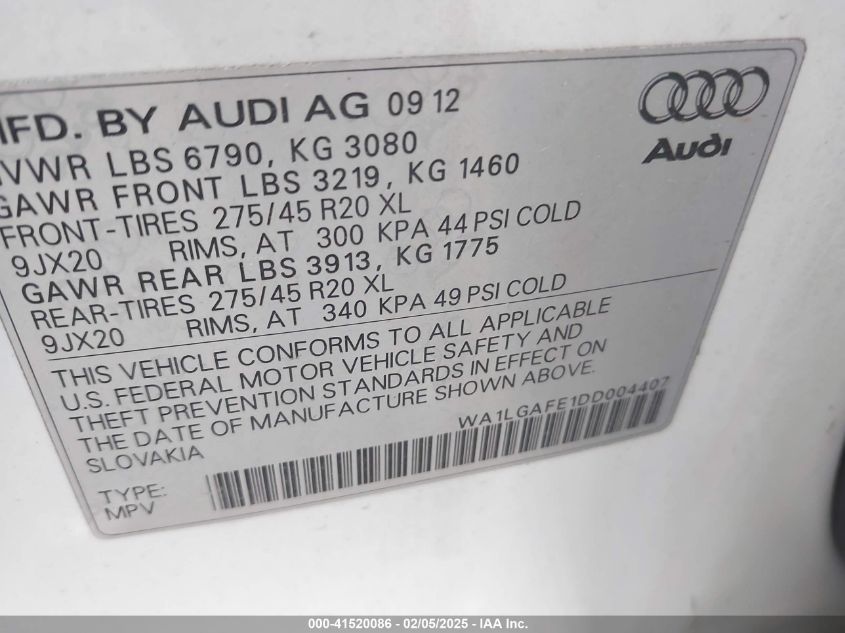 MFD. BY AUDI AG 09 12
GVWR LBS 6790, KG 3080
GAWR FRONT LBS 3219, KG 1460
FRONT-TIRES 275/45 R20 XL
9JX20 RIMS, AT 300 KPA 44 PSI COLD
GAWR REAR LBS 3913, KG 1775
REAR-TIRES 275/45 R20 XL
9JX20 RIMS, AT 340 KPA 49 PSI COLD
THIS VEHICLE CONFORMS TO ALL APPLICABLE
U.S. FEDERAL MOTOR VEHICLE SAFETY AND
THEFT PREVENTION STANDARDS IN EFFECT ON
THE DATE OF MANUFACTURE SHOWN ABOVE.
SLOVAKIA
WA1LGAFE1DD004407
TYPE:
MPV
Audi
000-41520086 - 02/05/2025 - IAA Inc.